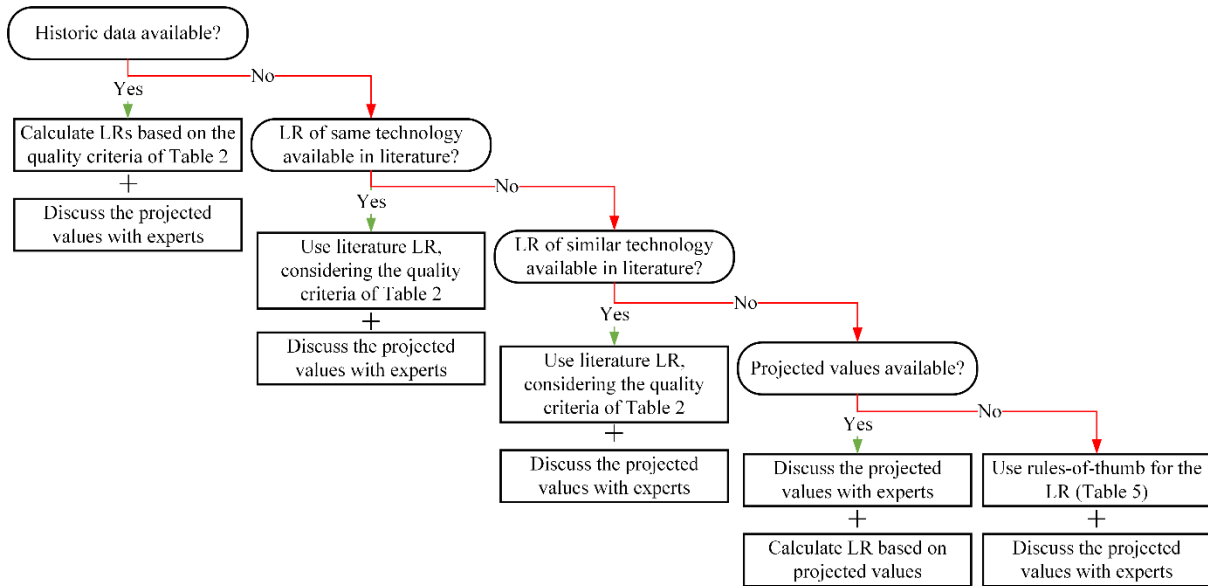 Historic data available?
Yes
No
Calculate LRs based on the
quality criteria of Table 2
+
Discuss the projected
values with experts
LR of same technology
available in literature?
Yes
No
Use literature LR,
considering the quality
criteria of Table 2
+
Discuss the projected
values with experts
LR of similar technology
available in literature?
Yes
No
Use literature LR,
considering the quality
criteria of Table 2
+
Discuss the projected
values with experts
Projected values available?
Yes
No
Discuss the projected
values with experts
+
Calculate LR based on
projected values
Use rules-of-thumb for the
LR (Table 5)
+
Discuss the projected
values with experts